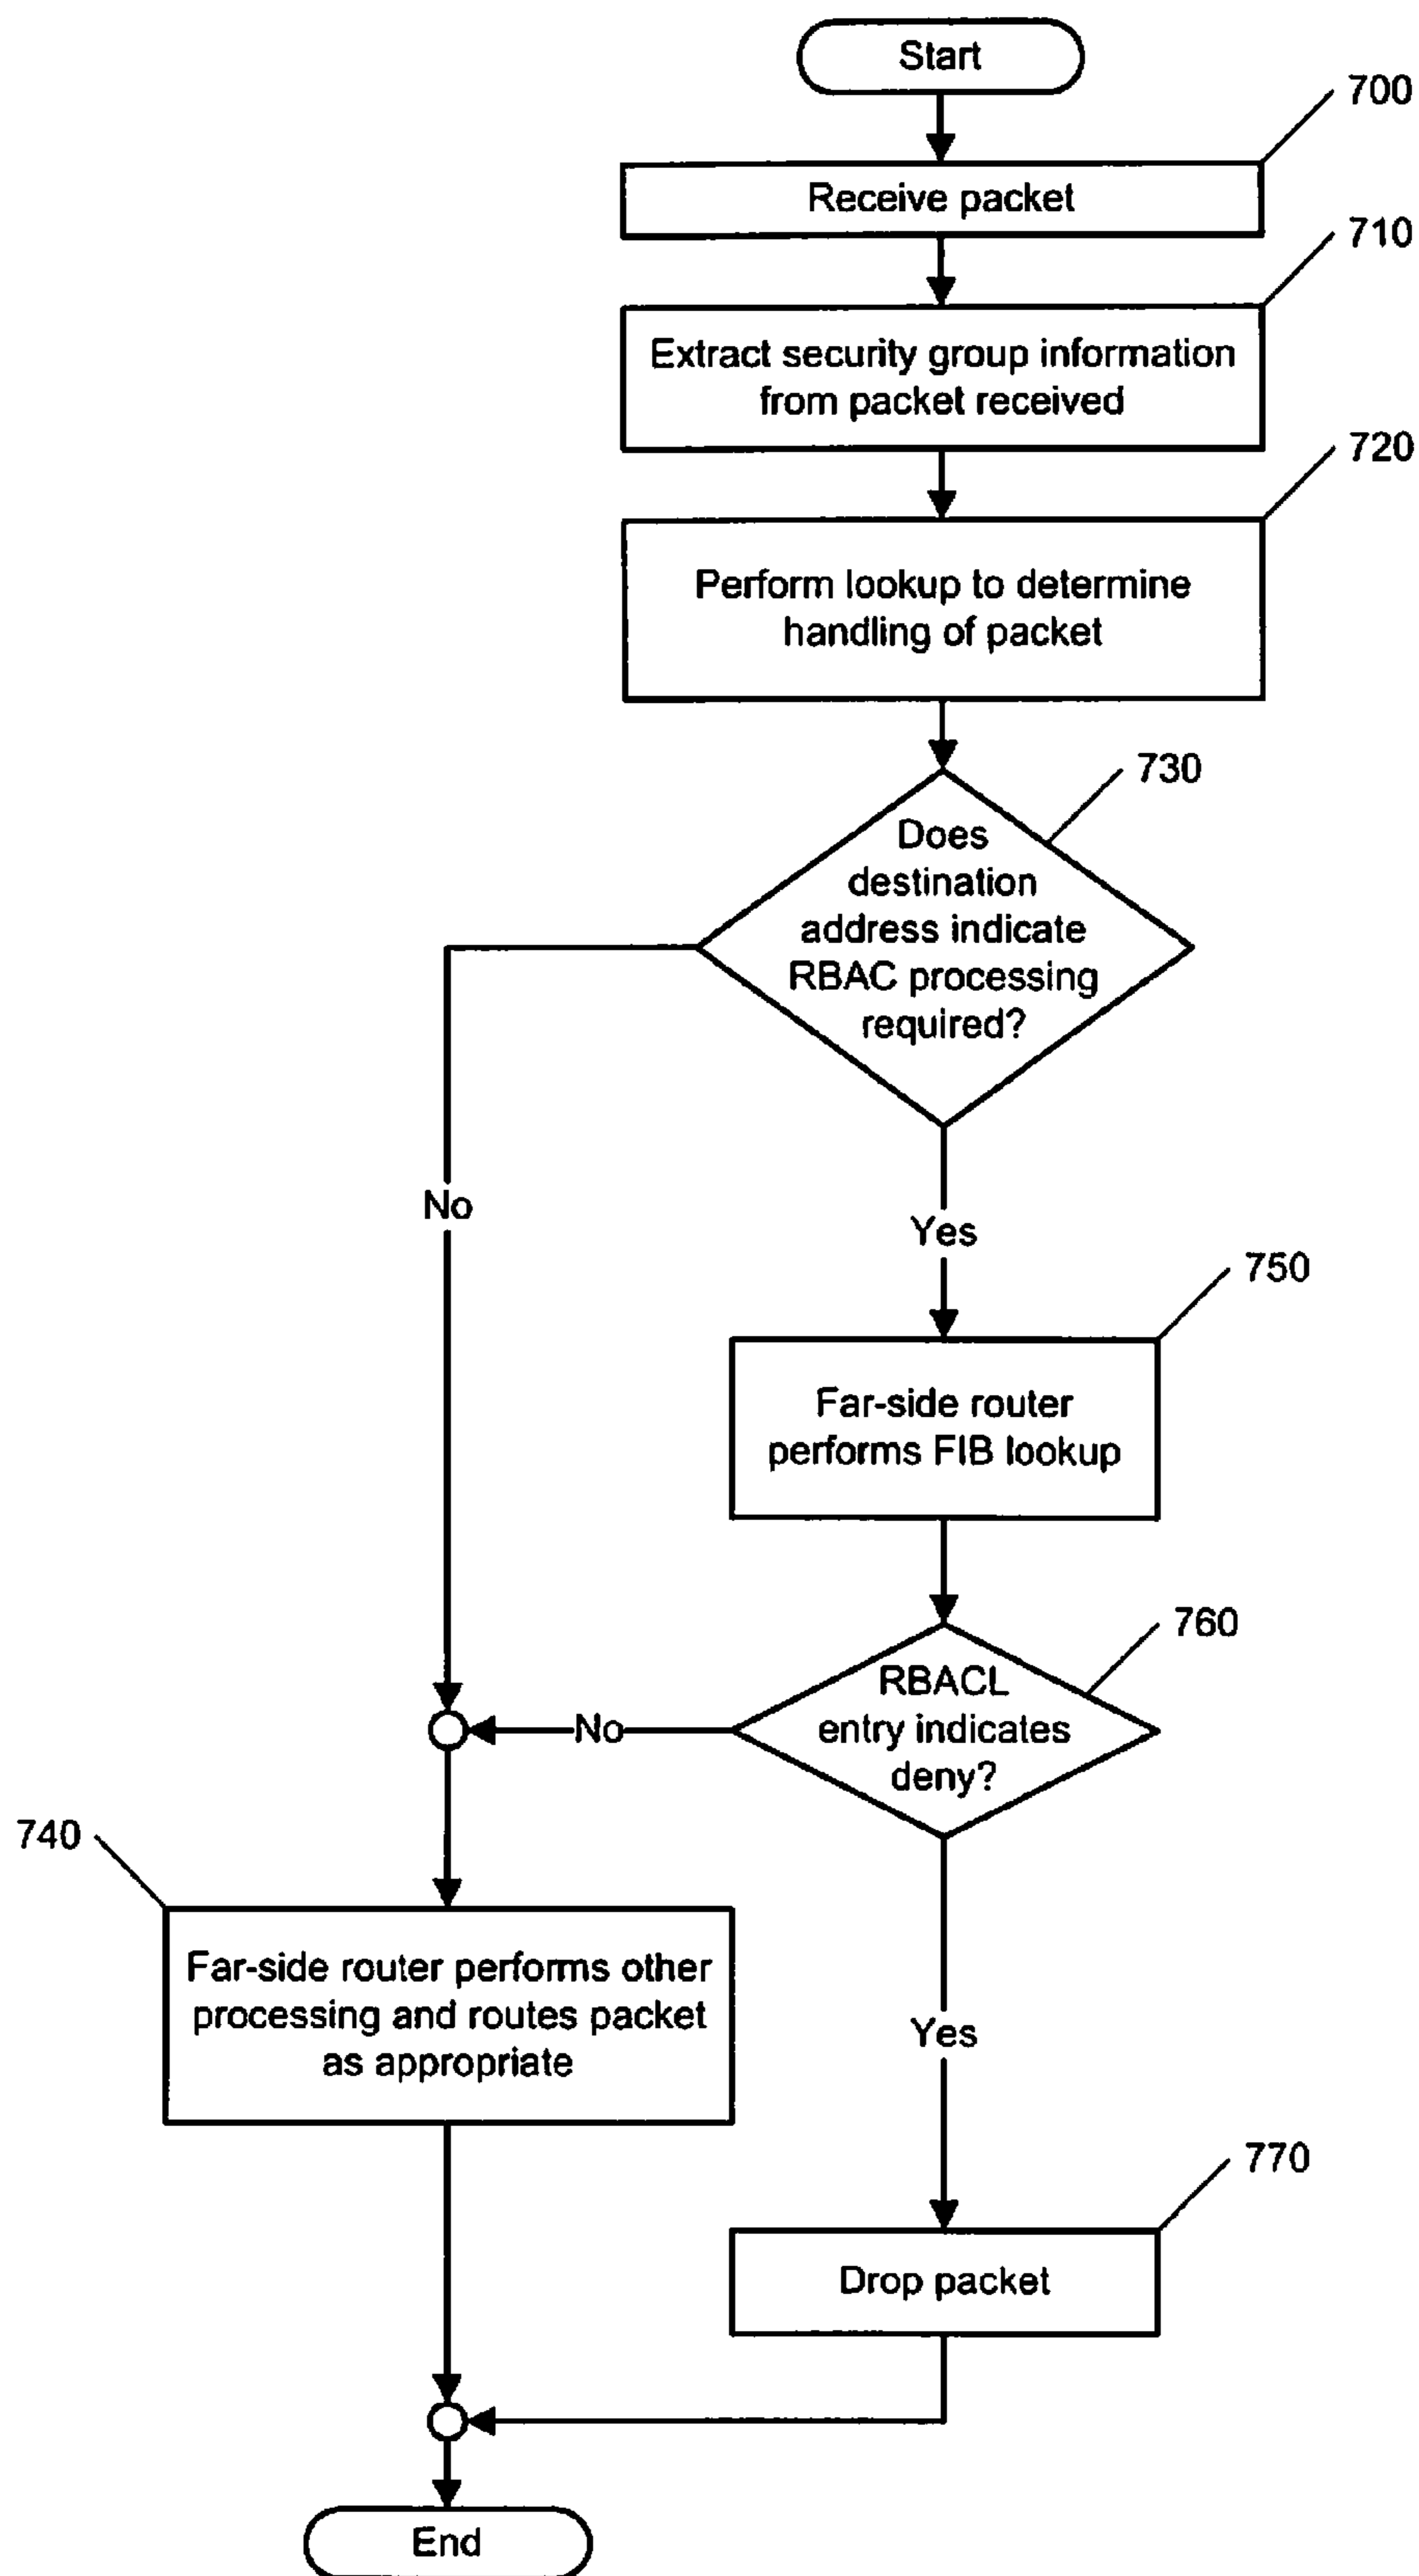 Start
700
Receive packet
710
Extract security group information
from packet received
720
Perform lookup to determine
handling of packet
730
Does
destination
address indicate
RBAC processing
required?
No
Yes
750
Far-side router
performs FIB lookup
760
RBACL
entry indicates
deny?
No
740
Far-side router performs other
processing and routes packet
as appropriate
Yes
770
Drop packet
End